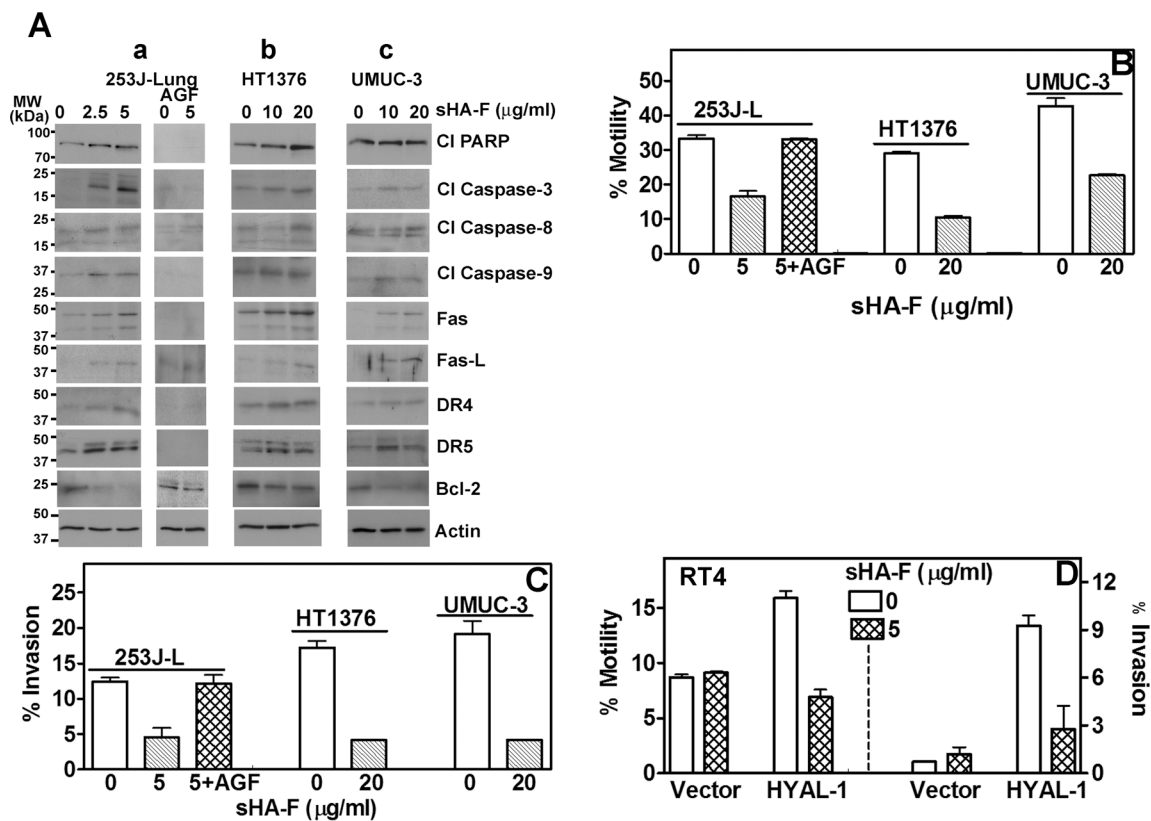 A
a b c
253J-Lung HT1376 UMUC-3
AGF
MW
(kDa)
0 2.5 5 0 5 0 10 20 0 10 20 sHA-F (µg/ml)
100
70
Cl PARP
25
15
Cl Caspase-3
25
15
Cl Caspase-8
37
25
Cl Caspase-9
50
37
Fas
50
37
Fas-L
50
37
DR4
50
37
DR5
25
Bcl-2
50
37
Actin
B
% Motility
50
40
30
20
10
0
253J-L
HT1376
UMUC-3
0 5 5+AGF 0 20 0 20
sHA-F (µg/ml)
C
% Invasion
25
20
15
10
5
0
253J-L
HT1376
UMUC-3
0 5 5+AGF 0 20 0 20
sHA-F (µg/ml)
D
RT4
sHA-F (µg/ml)
0
5
% Motility
15
10
5
0
% Invasion
12
9
6
3
0
Vector HYAL-1 Vector HYAL-1